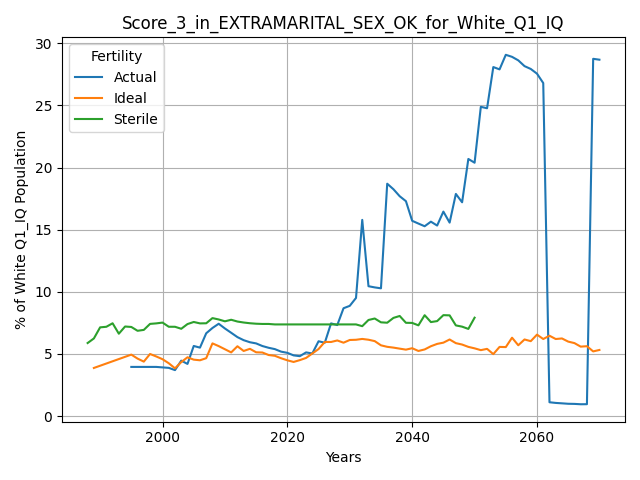 Score_3_in_EXTRAMARITAL_SEX_OK_for_White_Q1_IQ
Fertility
Actual
Ideal
Sterile
% of White Q1_IQ Population
30
25
20
15
10
5
0
2000
2020
2040
2060
Years